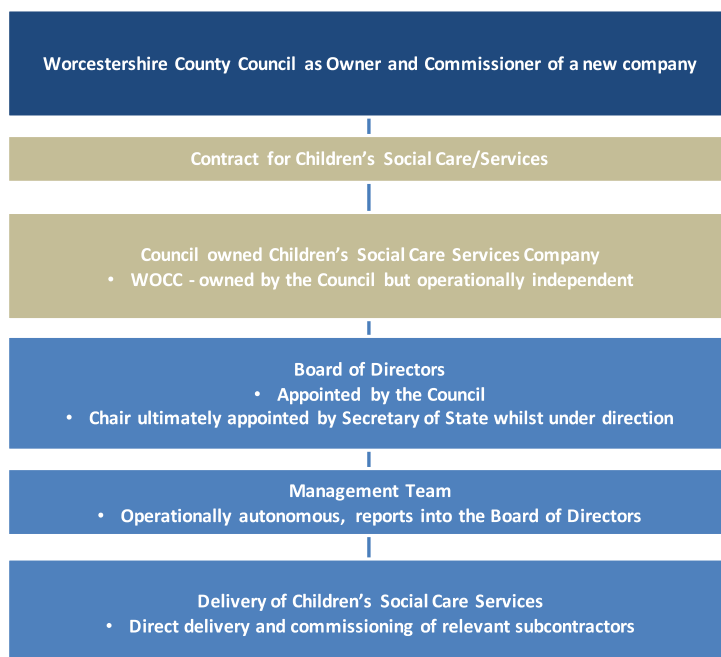 Worcestershire County Council as Owner and Commissioner of a new company
Contract for Children's Social Care/Services
Council owned Children's Social Care Services Company
• WOCC - owned by the Council but operationally independent
Board of Directors
• Appointed by the Council
• Chair ultimately appointed by Secretary of State whilst under direction
Management Team
• Operationally autonomous, reports into the Board of Directors
Delivery of Children's Social Care Services
• Direct delivery and commissioning of relevant subcontractors